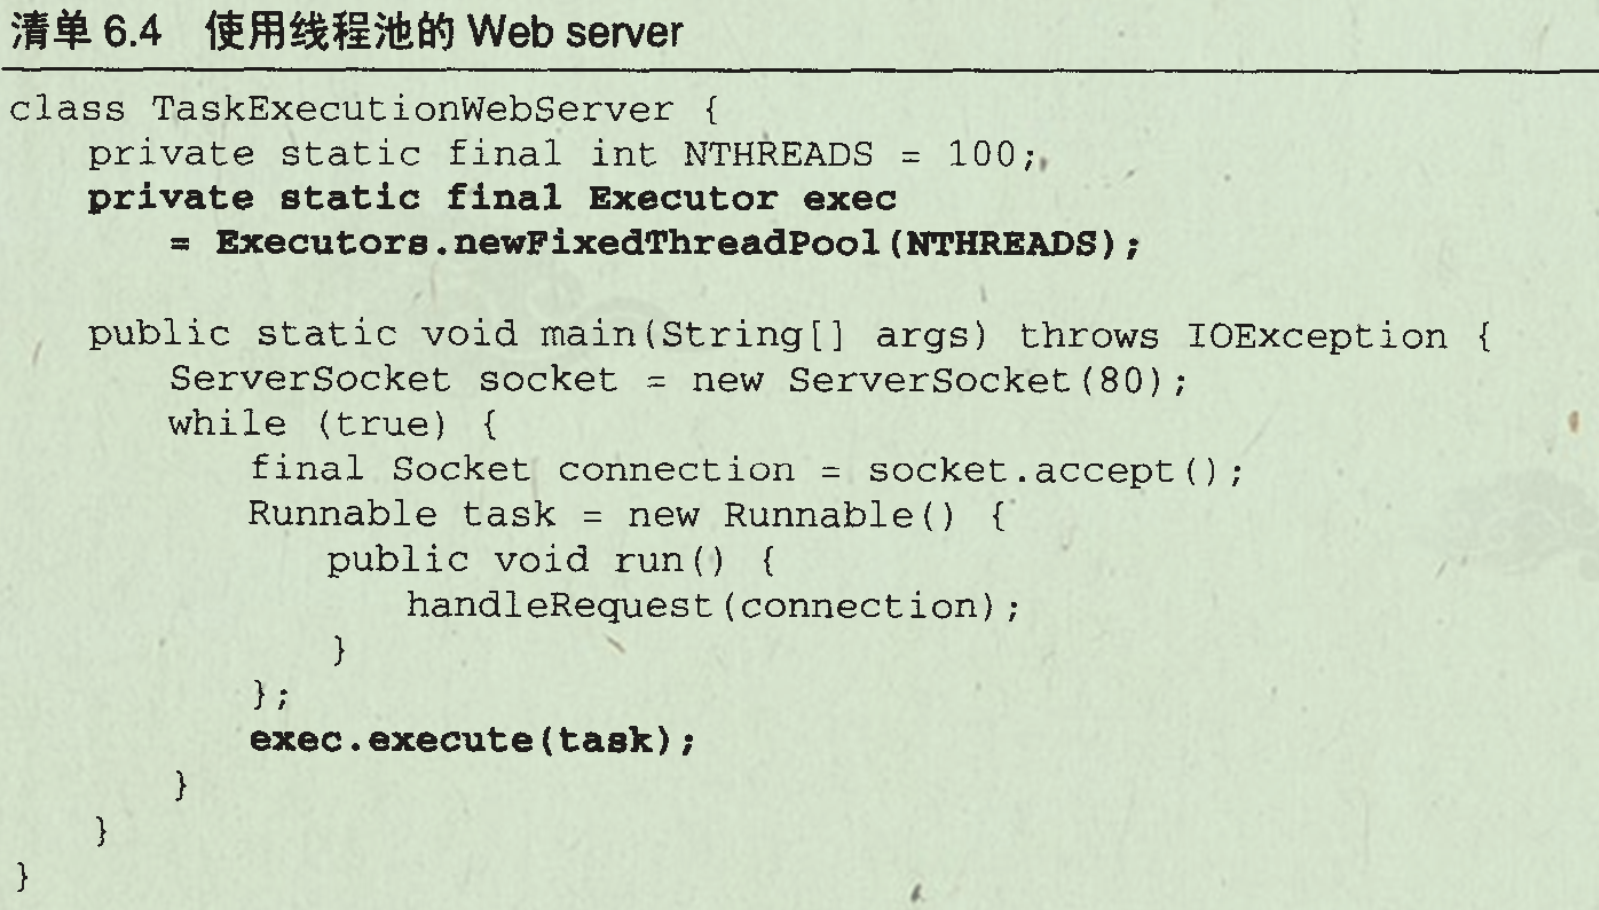 清单 6.4 使用线程池的 Web server
class TaskExecutionWebServer {
    private static final int NTHREADS = 100;
    private static final Executor exec
        = Executors.newFixedThreadPool(NTHREADS);

    public static void main(String[] args) throws IOException {
        ServerSocket socket = new ServerSocket(80);
        while (true) {
            final Socket connection = socket.accept();
            Runnable task = new Runnable() {
                public void run() {
                    handleRequest(connection);
                }
            };
            exec.execute(task);
        }
    }
}